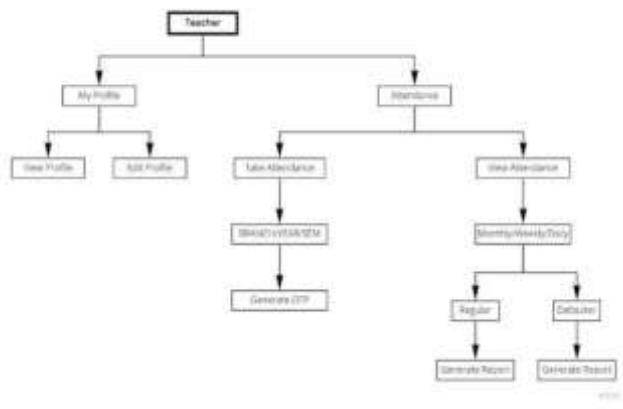 Teacher
My Profile
Attendance
View Profile
Edit Profile
Take Attendance
View Attendance
BRANCH/YEAR/SEM
Monthly/Weekly/Daily
Generate OTP
Regular
Defaulter
Generate Report
Generate Report